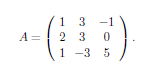 A = ( 1 3 −1
2 3 0
1 −3 5 ) .